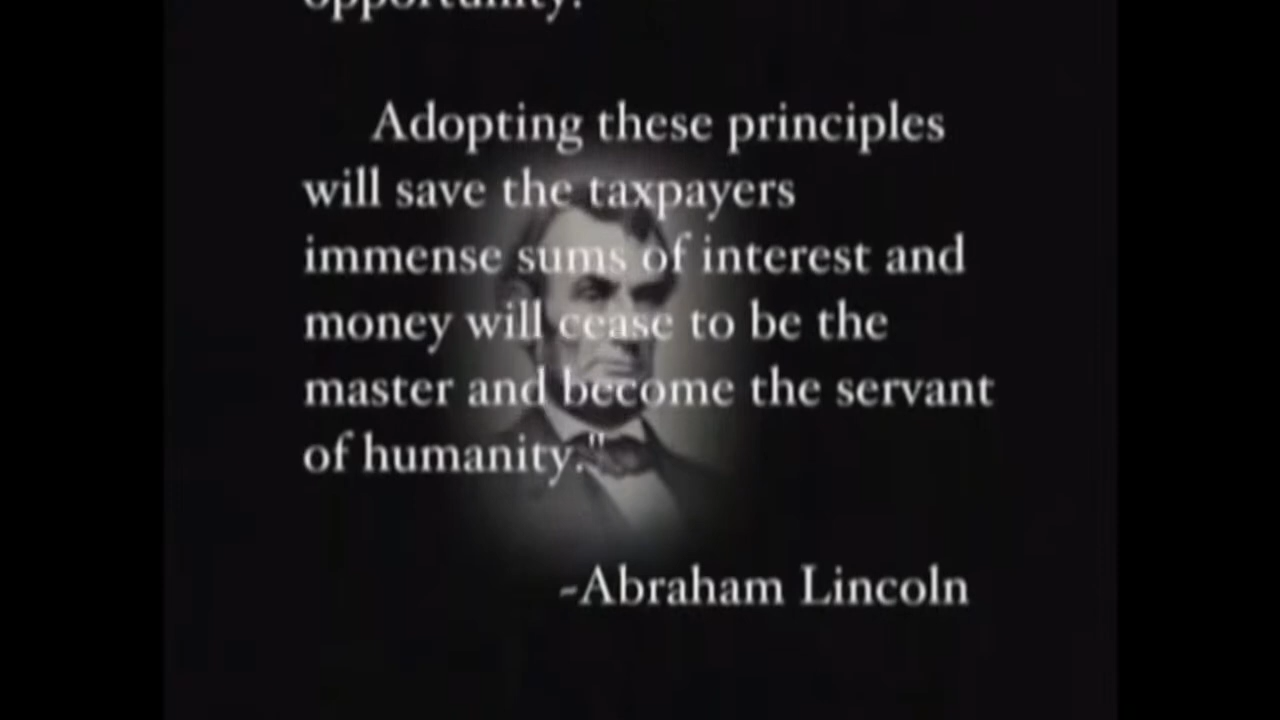 opportunity.
Adopting these principles
will save the taxpayers
immense sums of interest and
money will cease to be the
master and become the servant
of humanity."
-Abraham Lincoln